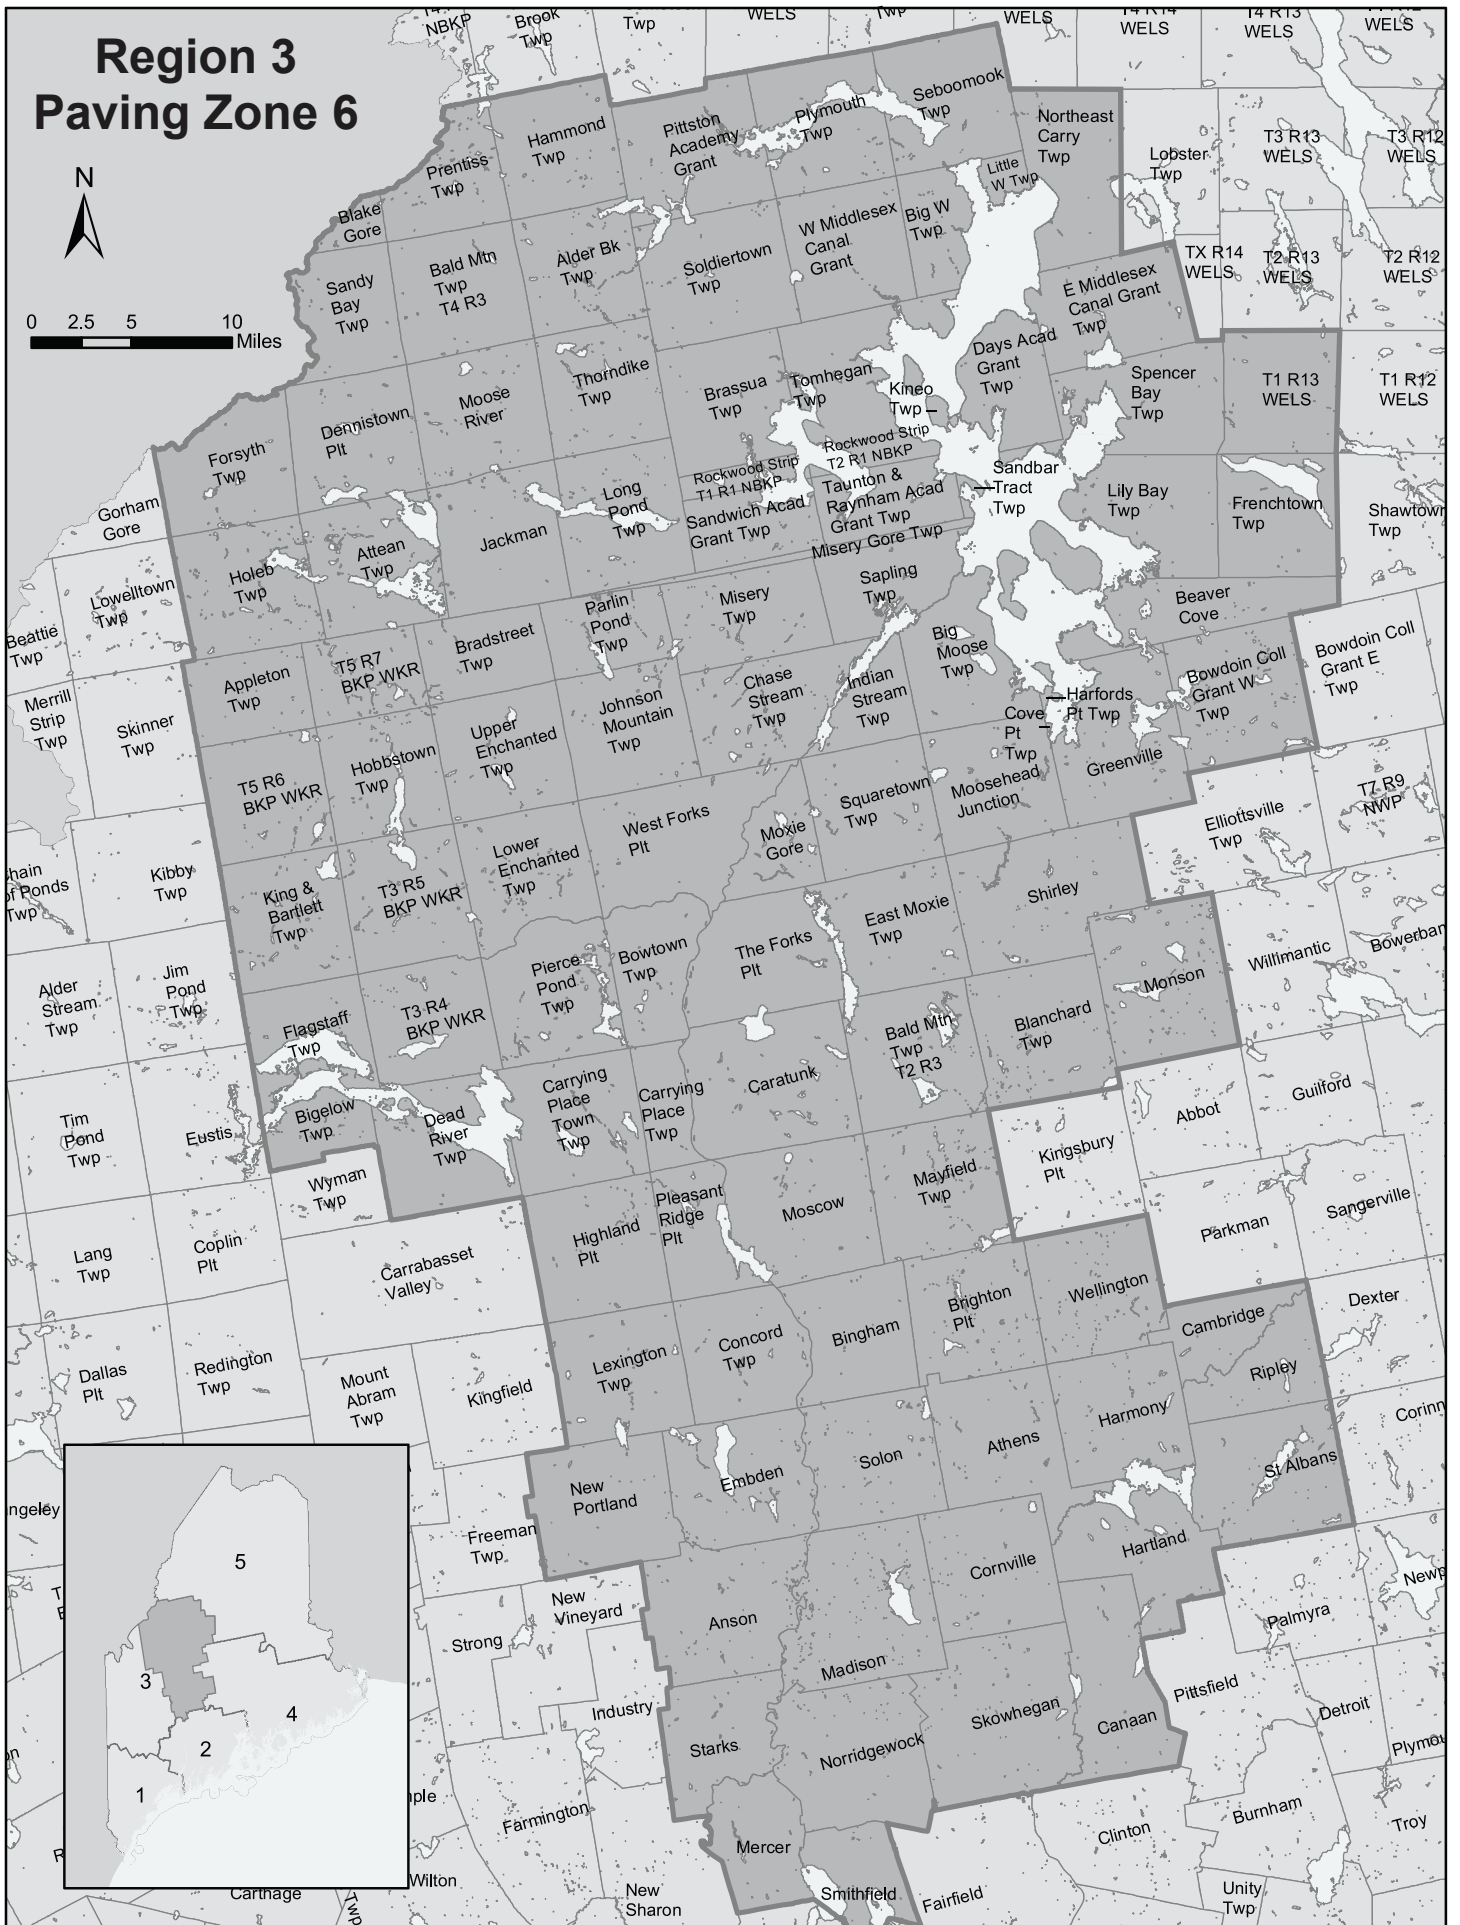 Region 3
Paving Zone 6
N
0 2.5 5 10
Miles
NBKP
Brook
Twp
Twp
WELS
Twp
WELS
T4 R14
WELS
T4 R13
WELS
WELS
Seboomook
Twp
Plymouth
Twp
Pittston
Academy
Grant
Hammond
Twp
Prentiss
Twp
Northeast
Carry
Twp
Lobster
Twp
T3 R13
WELS
T3 R12
WELS
Little
W Twp
Blake
Gore
Big W
Twp
W Middlesex
Canal
Grant
Soldiertown
Twp
Alder Bk
Twp
Bald Mtn
Twp
T4 R3
Sandy
Bay
Twp
TX R14
WELS
T2 R13
WELS
T2 R12
WELS
E Middlesex
Canal Grant
Twp
Days Acad
Grant
Twp
Kineo
Twp
Tomhegan
Twp
Brassua
Twp
Thorndike
Twp
Moose
River
Dennistown
Plt
Forsyth
Twp
Spencer
Bay
Twp
T1 R13
WELS
T1 R12
WELS
Rockwood Strip
T2 R1 NBKP
Rockwood Strip
T1 R1 NBKP
Sandbar
Tract
Twp
Taunton &
Raynham Acad
Grant Twp
Sandwich Acad
Grant Twp
Misery Gore Twp
Long
Pond
Twp
Jackman
Attean
Twp
Holeb
Twp
Gorham
Gore
Lowelltown
Twp
Beattie
Twp
Lily Bay
Twp
Frenchtown
Twp
Shawtown
Twp
Beaver
Cove
Sapling
Twp
Misery
Twp
Parlin
Pond
Twp
Bradstreet
Twp
T5 R7
BKP WKR
Appleton
Twp
Skinner
Twp
Merrill
Strip
Twp
Big
Moose
Twp
Indian
Stream
Twp
Chase
Stream
Twp
Johnson
Mountain
Twp
Upper
Enchanted
Twp
Hobbstown
Twp
T5 R6
BKP WKR
Bowdoin Coll
Grant E
Twp
Bowdoin Coll
Grant W
Twp
Harfords
Pt Twp
Cove
Pt
Twp
Greenville
Moosehead
Junction
Squaretown
Twp
Moxie
Gore
West Forks
Plt
Lower
Enchanted
Twp
T3 R5
BKP WKR
King &
Bartlett
Twp
Kibby
Twp
of Ponds
Twp
Elliottsville
Twp
T7 R9
NWP
Shirley
East Moxie
Twp
The Forks
Plt
Bowtown
Twp
Pierce
Pond
Twp
T3 R4
BKP WKR
Flagstaff
Twp
Jim
Pond
Twp
Alder
Stream
Twp
Bowerban
Willimantic
Monson
Blanchard
Twp
Bald Mtn
Twp
T2 R3
Caratunk
Carrying
Place
Twp
Carrying
Place
Town
Twp
Dead
River
Twp
Bigelow
Twp
Eustis
Tim
Pond
Twp
Guilford
Abbot
Kingsbury
Plt
Mayfield
Twp
Moscow
Pleasant
Ridge
Plt
Highland
Plt
Wyman
Twp
Coplin
Plt
Lang
Twp
Carrabasset
Valley
Sangerville
Parkman
Wellington
Brighton
Plt
Bingham
Concord
Twp
Lexington
Twp
Kingfield
Mount
Abram
Twp
Redington
Twp
Dallas
Plt
Dexter
Cambridge
Ripley
Harmony
Athens
Solon
Embden
New
Portland
Freeman
Twp
Corinn
St Albans
Hartland
Cornville
Anson
Madison
New
Vineyard
Strong
Industry
Newp
Palmyra
Pittsfield
Detroit
Plymou
Canaan
Skowhegan
Norridgewock
Starks
Mercer
Smithfield
Fairfield
Clinton
Burnham
Troy
Unity
Twp
New
Sharon
Farmington
Wilton
Carthage
Twp
ngeley
5
3
4
2
1